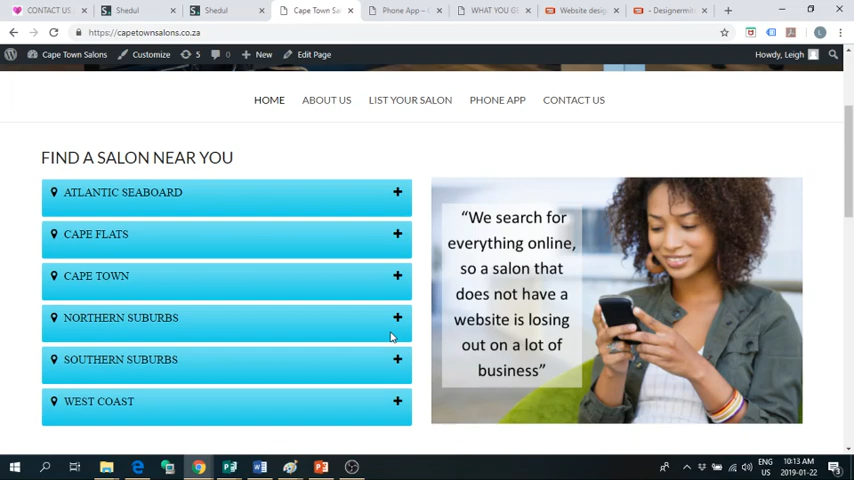 CONTACT US
Shedul
Shedul
Cape Town Sal
Phone App –
WHAT YOU GE
Website desig
- Designermit
https://capetownsalons.co.za
Cape Town Salons
Customize
5
0
New
Edit Page
Howdy, Leigh
HOME
ABOUT US
LIST YOUR SALON
PHONE APP
CONTACT US
FIND A SALON NEAR YOU
ATLANTIC SEABOARD
CAPE FLATS
CAPE TOWN
NORTHERN SUBURBS
SOUTHERN SUBURBS
WEST COAST
“We search for
everything online,
so a salon that
does not have a
website is losing
out on a lot of
business”
ENG
US
10:13 AM
2019-01-22
3